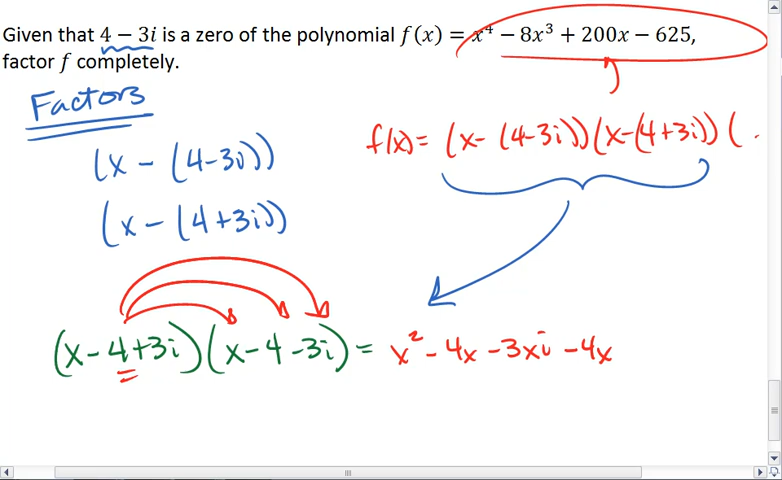 Given that 4 − 3i is a zero of the polynomial f(x) = x⁴ − 8x³ + 200x − 625,
factor f completely.
Factors
(x − (4−3i))
(x − (4+3i))
f(x) = (x − (4−3i))(x−(4+3i))(
(x − 4 + 3i)(x − 4 − 3i) = x² − 4x − 3xi − 4x